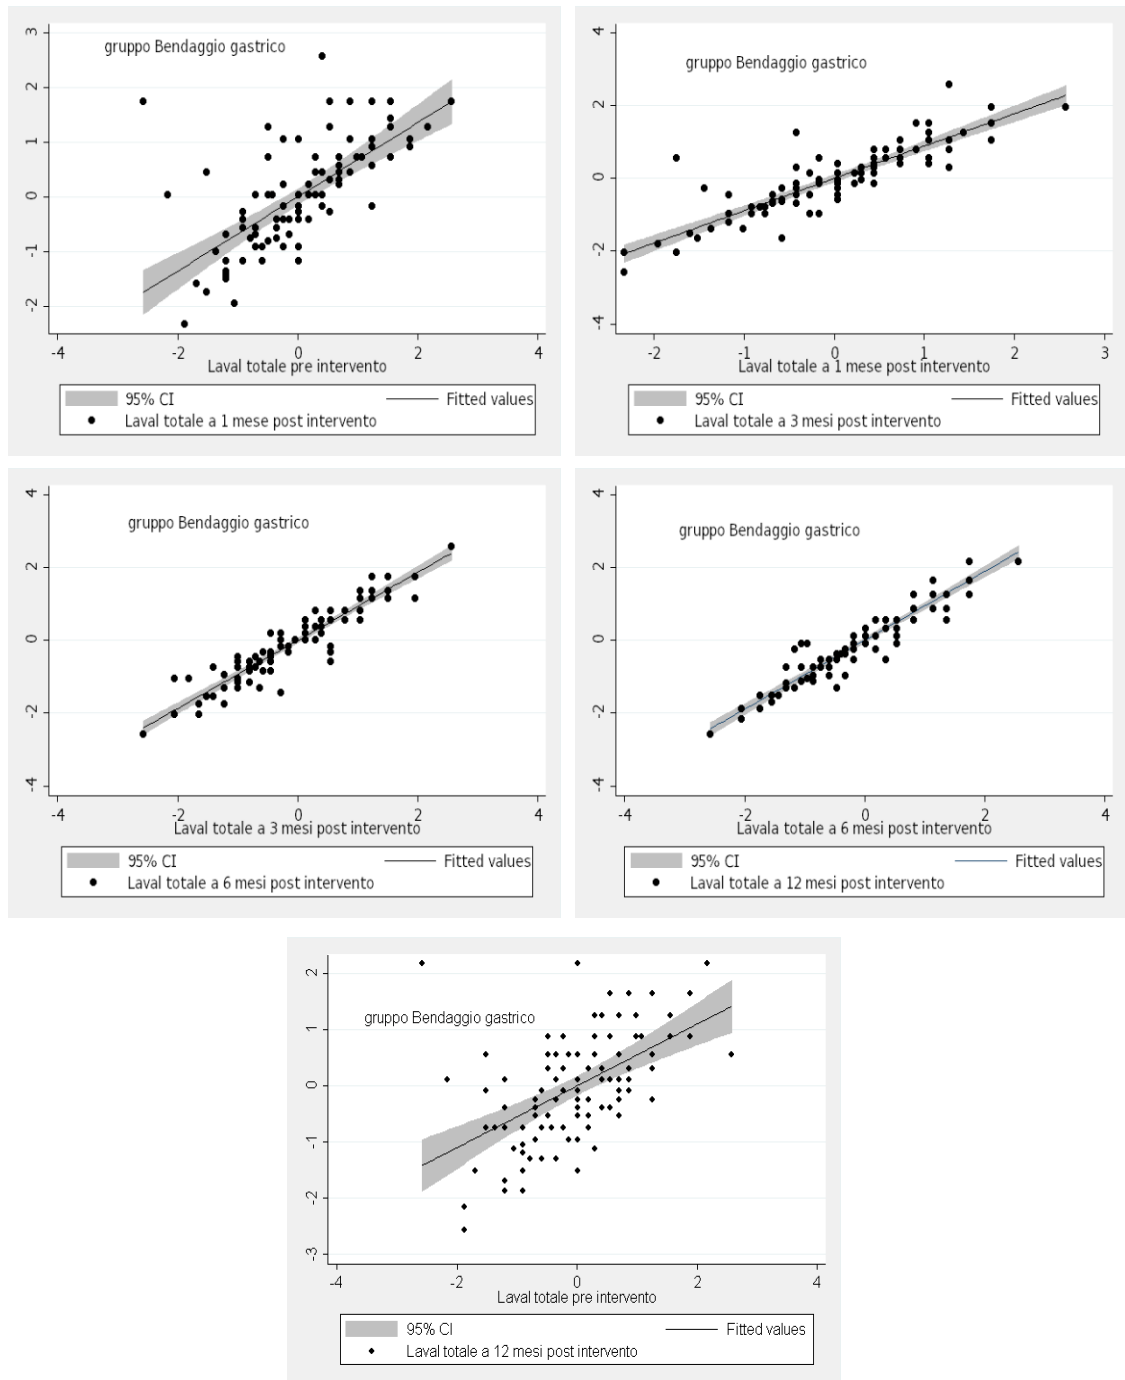 gruppo Bendaggio gastrico
3
2
1
0
-1
-2
-4 -2 0 2 4
Laval totale pre intervento
95% CI Fitted values
Laval totale a 1 mese post intervento
gruppo Bendaggio gastrico
4
2
0
-2
-4
-2 -1 0 1 2 3
Laval totale a 1 mese post intervento
95% CI Fitted values
Laval totale a 3 mesi post intervento
gruppo Bendaggio gastrico
4
2
0
-2
-4
-4 -2 0 2 4
Laval totale a 3 mesi post intervento
95% CI Fitted values
Laval totale a 6 mesi post intervento
gruppo Bendaggio gastrico
4
2
0
-2
-4
-4 -2 0 2 4
Lavala totale a 6 mesi post intervento
95% CI Fitted values
Laval totale a 12 mesi post intervento
gruppo Bendaggio gastrico
2
1
0
-1
-2
-3
-4 -2 0 2 4
Laval totale pre intervento
95% CI Fitted values
Laval totale a 12 mesi post intervento